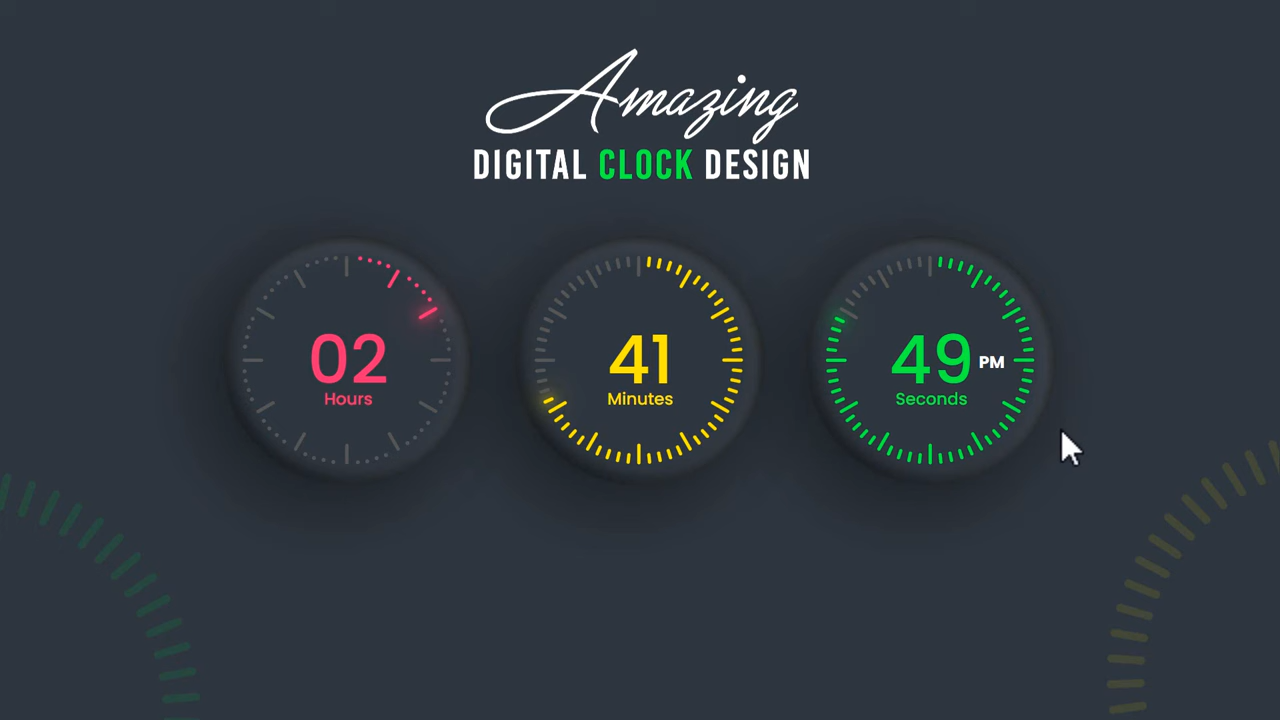 Amazing
DIGITAL CLOCK DESIGN
02
Hours
41
Minutes
49 PM
Seconds